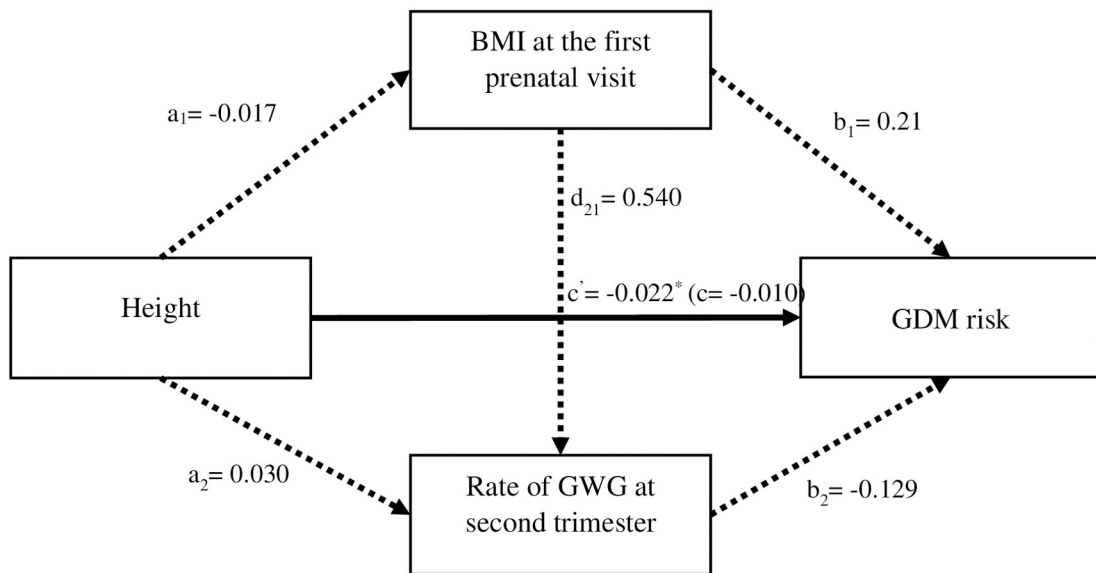 BMI at the first
prenatal visit
a₁= -0.017
b₁= 0.21
d₂₁= 0.540
Height
c’= -0.022* (c= -0.010)
GDM risk
a₂= 0.030
Rate of GWG at
second trimester
b₂= -0.129